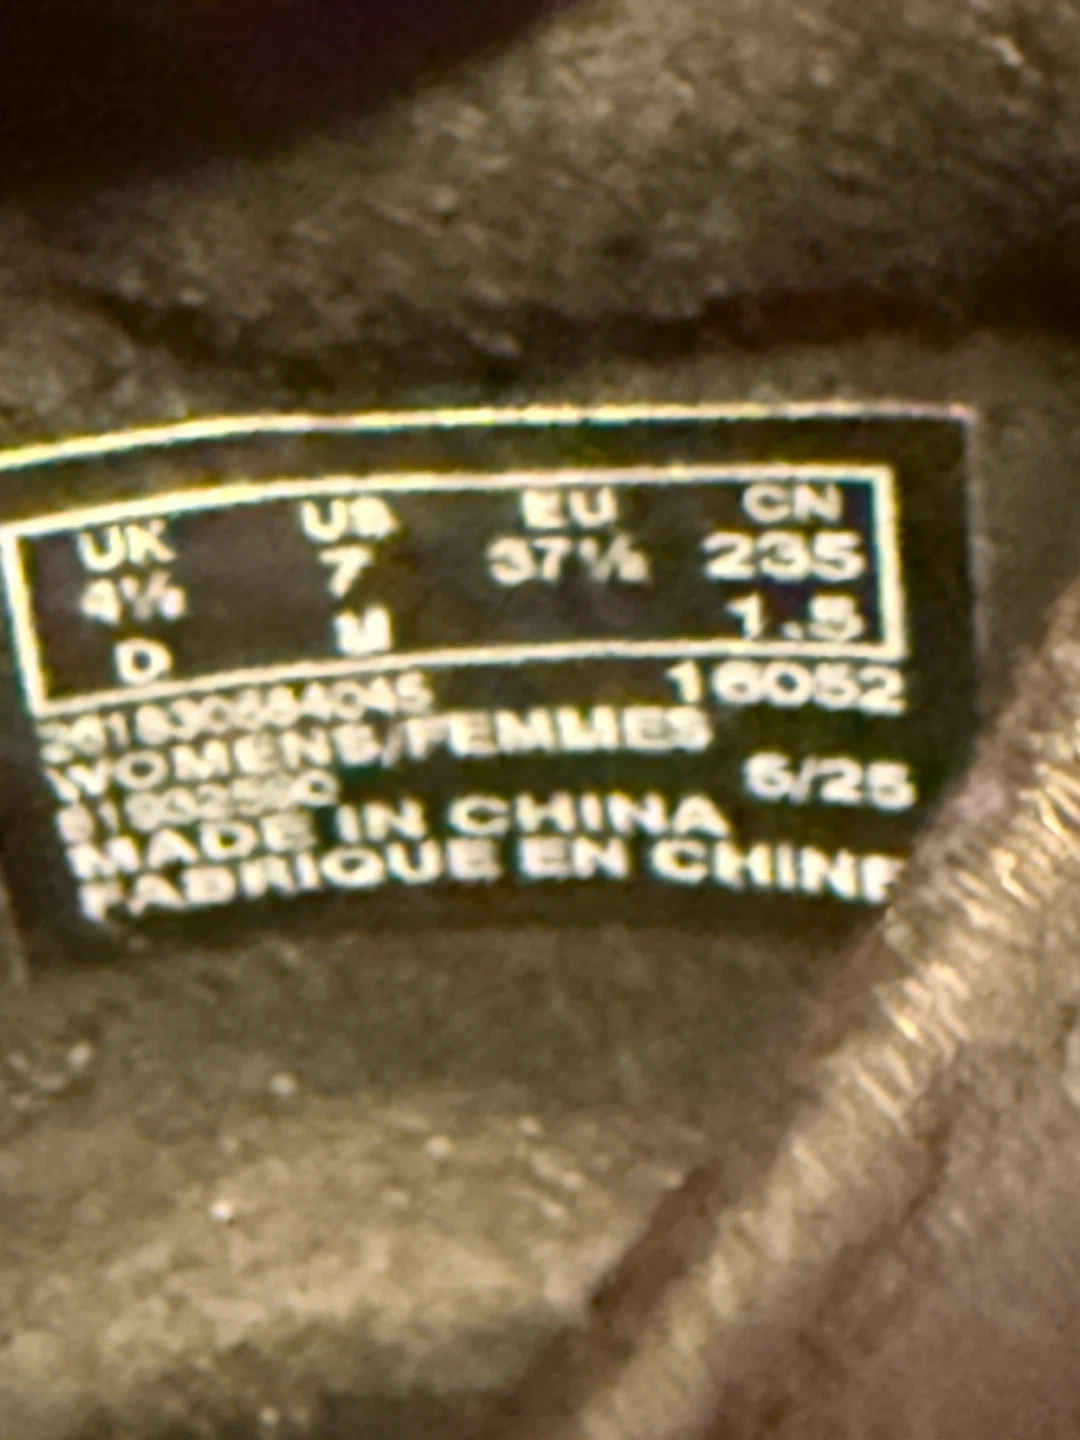 UK US EU CN
4½ 7 37½ 235
D M 1.5
16052
WOMENS/FEMMES
6/25
MADE IN CHINA
FABRIQUE EN CHINE